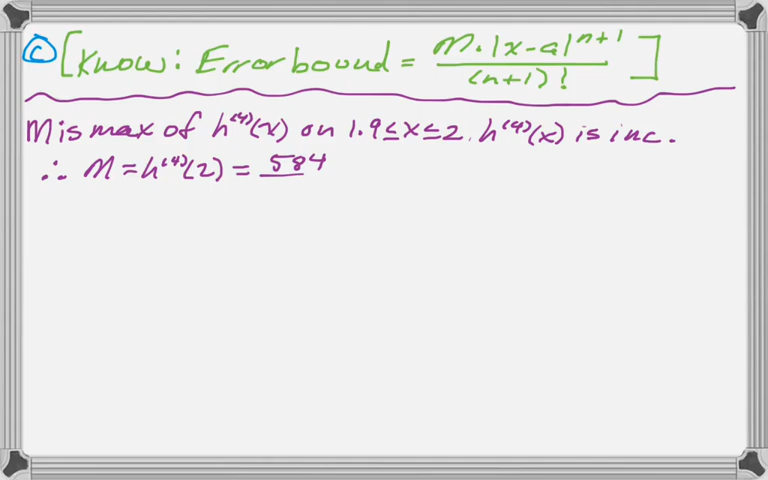 c [Know: Error bound = M·|x-a|^(n+1) / (n+1)! ]
M is max of h⁽⁴⁾(x) on 1.9≤x≤2. h⁽⁴⁾(x) is inc.
∴ M = h⁽⁴⁾(2) = 584